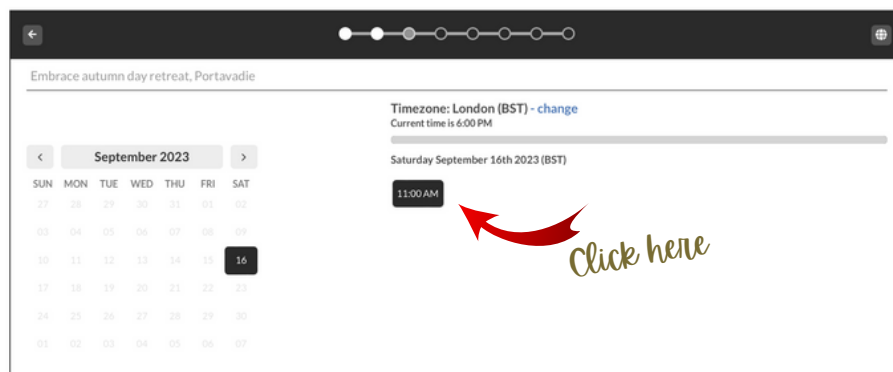 Embrace autumn day retreat, Portavadie
Timezone: London (BST) - change
Current time is 6:00 PM
September 2023
SUN MON TUE WED THU FRI SAT
27 28 29 30 31 01 02
03 04 05 06 07 08 09
10 11 12 13 14 15 16
17 18 19 20 21 22 23
24 25 26 27 28 29 30
01 02 03 04 05 06 07
Saturday September 16th 2023 (BST)
11:00 AM
Click here